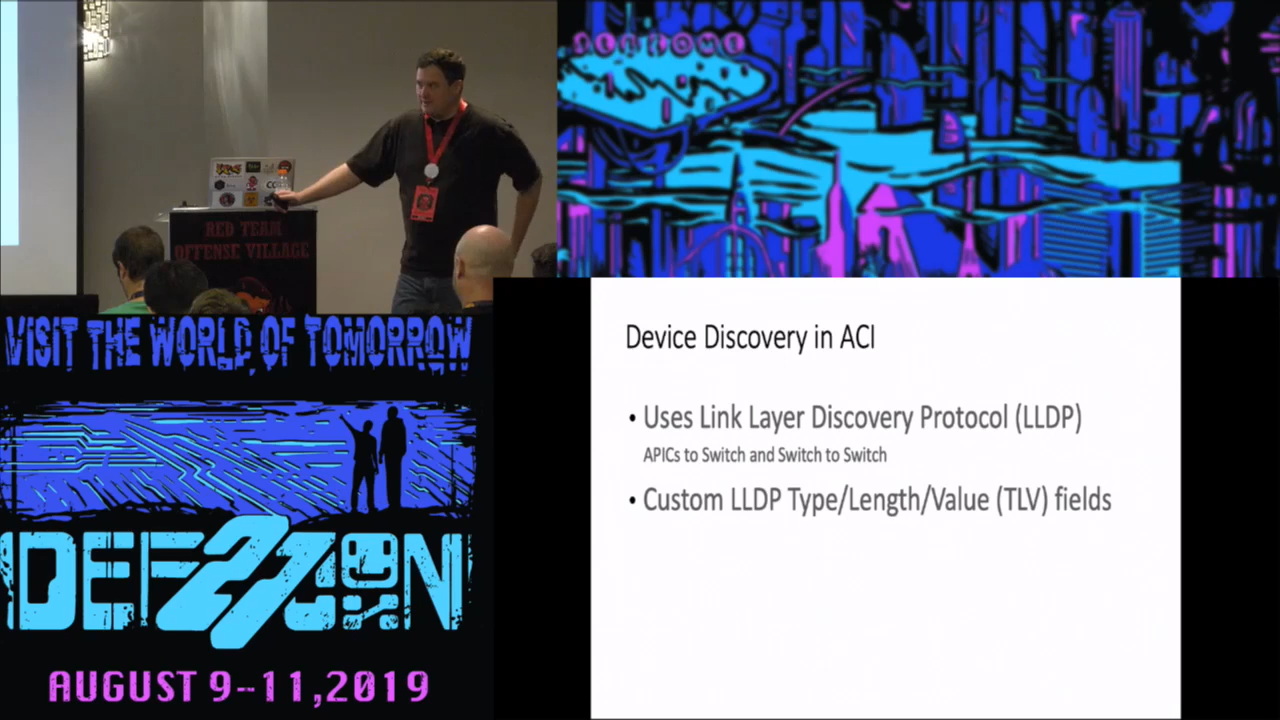 WELCOME
RED TEAM
OFFENSE VILLAGE
VISIT THE WORLD OF TOMORROW
DEF 27 CON
AUGUST 9-11,2019
Device Discovery in ACI
• Uses Link Layer Discovery Protocol (LLDP)
APICs to Switch and Switch to Switch
• Custom LLDP Type/Length/Value (TLV) fields